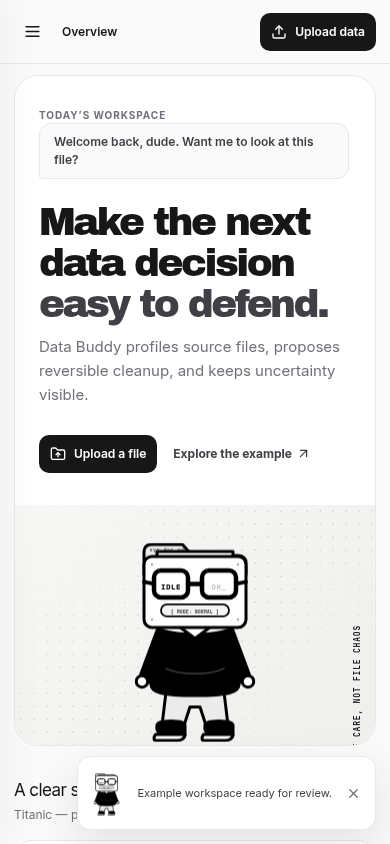 Overview
Upload data
TODAY'S WORKSPACE
Welcome back, dude. Want me to look at this
file?
Make the next
data decision
easy to defend.
Data Buddy profiles source files, proposes
reversible cleanup, and keeps uncertainty
visible.
Upload a file
Explore the example
IDLE
OK_
[ MODE: NORMAL ]
CARE, NOT FILE CHAOS
A clear s
Titanic — p
Example workspace ready for review.